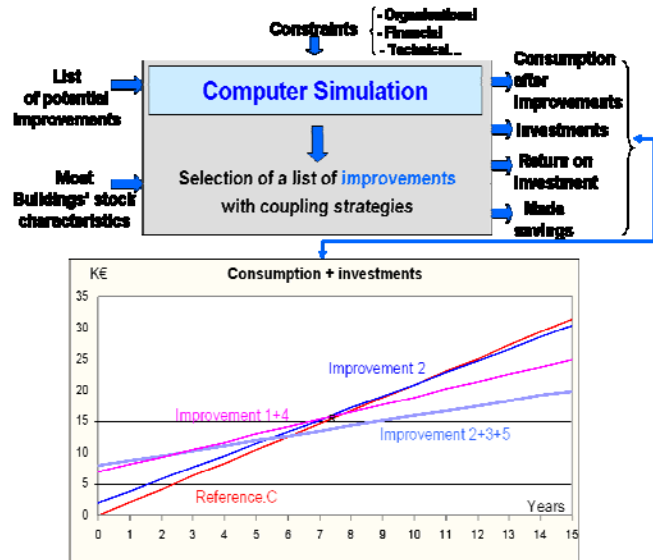 Constraints
- Organisational
- Financial
- Technical...
List
of potential
improvements
Computer Simulation
Consumption
after
improvements
Investments
Return on
investment
Made
savings
Most
Buildings' stock
characteristics
Selection of a list of improvements
with coupling strategies
K€
Consumption + investments
35
30
25
20
15
10
5
0
Improvement 2
Improvement 1+4
Improvement 2+3+5
Reference.C
Years
0 1 2 3 4 5 6 7 8 9 10 11 12 13 14 15